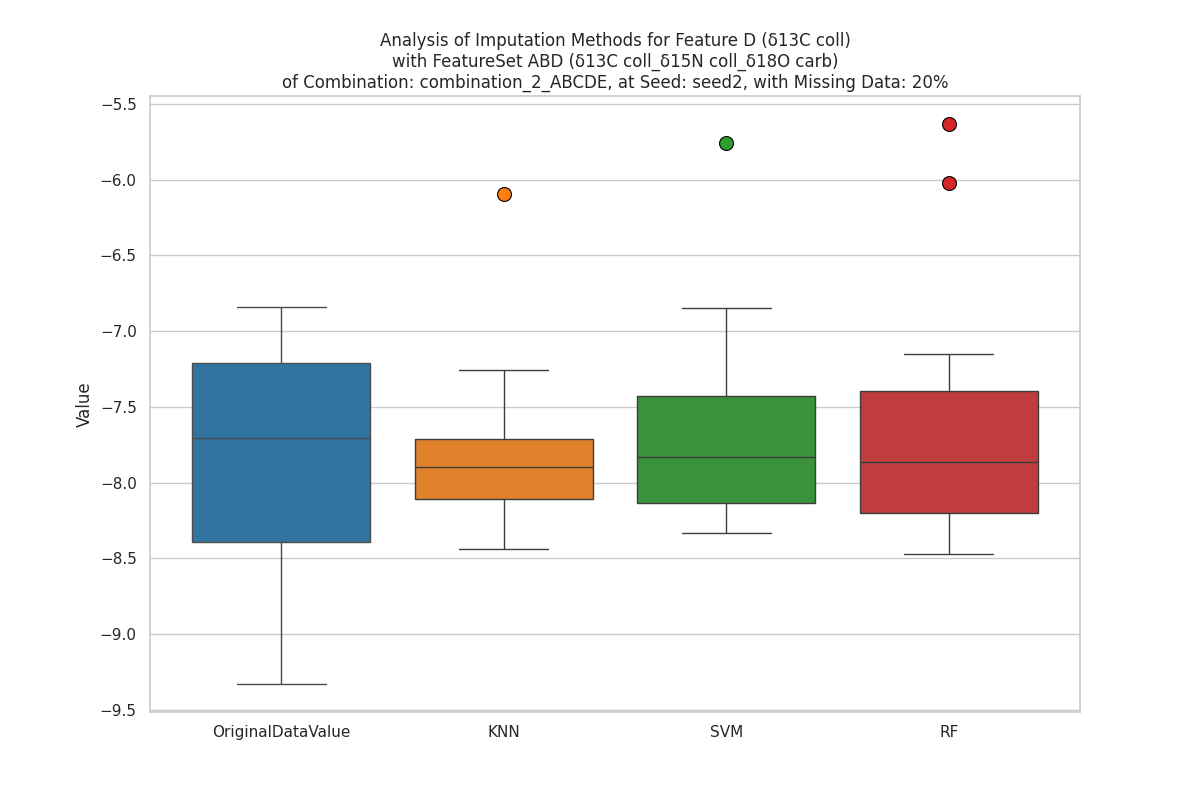 Analysis of Imputation Methods for Feature D (δ13C coll)
with FeatureSet ABD (δ13C coll_δ15N coll_δ18O carb)
of Combination: combination_2_ABCDE, at Seed: seed2, with Missing Data: 20%
Value
−5.5
−6.0
−6.5
−7.0
−7.5
−8.0
−8.5
−9.0
−9.5
OriginalDataValue
KNN
SVM
RF